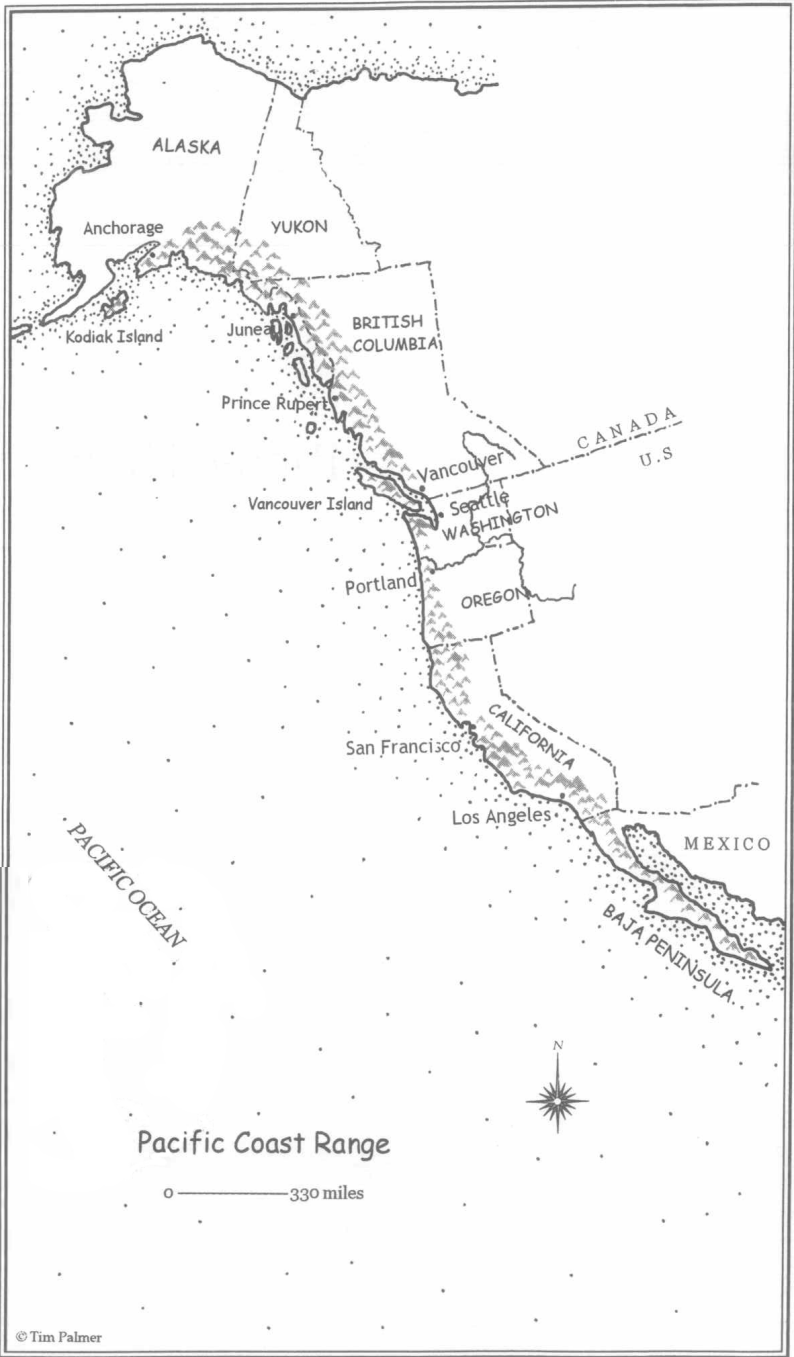 ALASKA
Anchorage
YUKON
Kodiak Island
Juneau
BRITISH
COLUMBIA
Prince Rupert
CANADA
U.S
Vancouver
Vancouver Island
Seattle
WASHINGTON
Portland
OREGON
CALIFORNIA
San Francisco
Los Angeles
MEXICO
PACIFIC OCEAN
BAJA PENINSULA
N
Pacific Coast Range
0 330 miles
© Tim Palmer